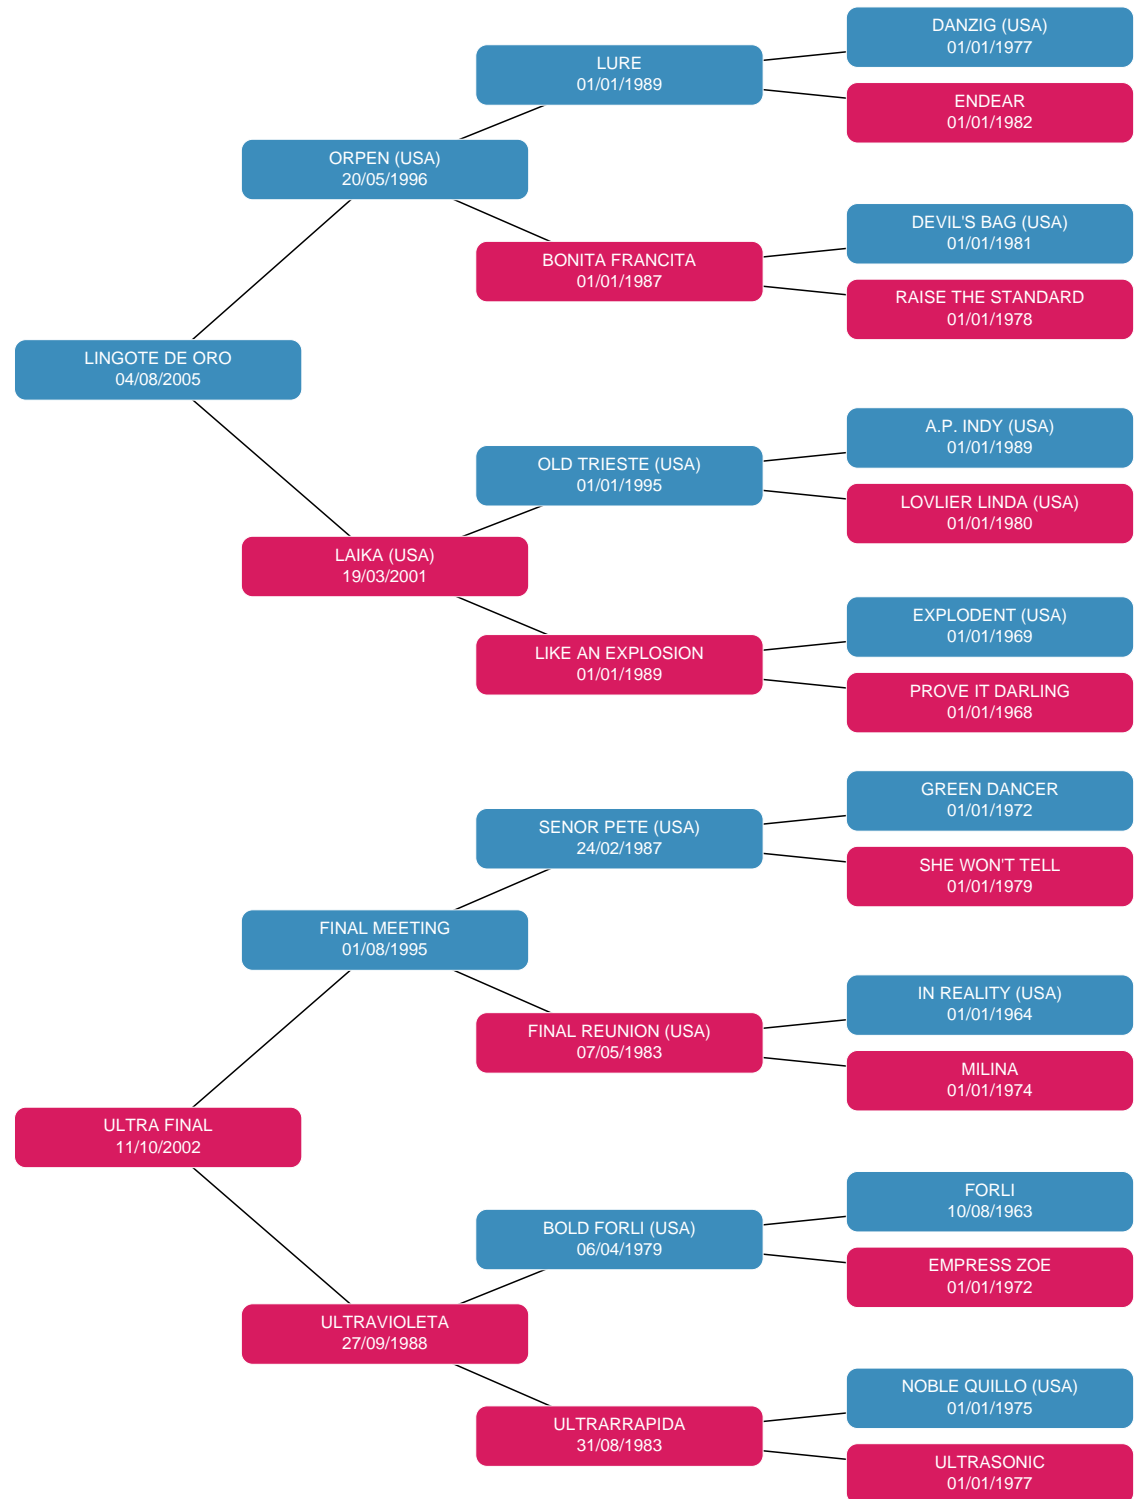 DANZIG (USA)
01/01/1977
LURE
01/01/1989
ENDEAR
01/01/1982
ORPEN (USA)
20/05/1996
DEVIL'S BAG (USA)
01/01/1981
BONITA FRANCITA
01/01/1987
RAISE THE STANDARD
01/01/1978
LINGOTE DE ORO
04/08/2005
A.P. INDY (USA)
01/01/1989
OLD TRIESTE (USA)
01/01/1995
LOVLIER LINDA (USA)
01/01/1980
LAIKA (USA)
19/03/2001
EXPLODENT (USA)
01/01/1969
LIKE AN EXPLOSION
01/01/1989
PROVE IT DARLING
01/01/1968
GREEN DANCER
01/01/1972
SENOR PETE (USA)
24/02/1987
SHE WON'T TELL
01/01/1979
FINAL MEETING
01/08/1995
IN REALITY (USA)
01/01/1964
FINAL REUNION (USA)
07/05/1983
MILINA
01/01/1974
ULTRA FINAL
11/10/2002
FORLI
10/08/1963
BOLD FORLI (USA)
06/04/1979
EMPRESS ZOE
01/01/1972
ULTRAVIOLETA
27/09/1988
NOBLE QUILLO (USA)
01/01/1975
ULTRARRAPIDA
31/08/1983
ULTRASONIC
01/01/1977